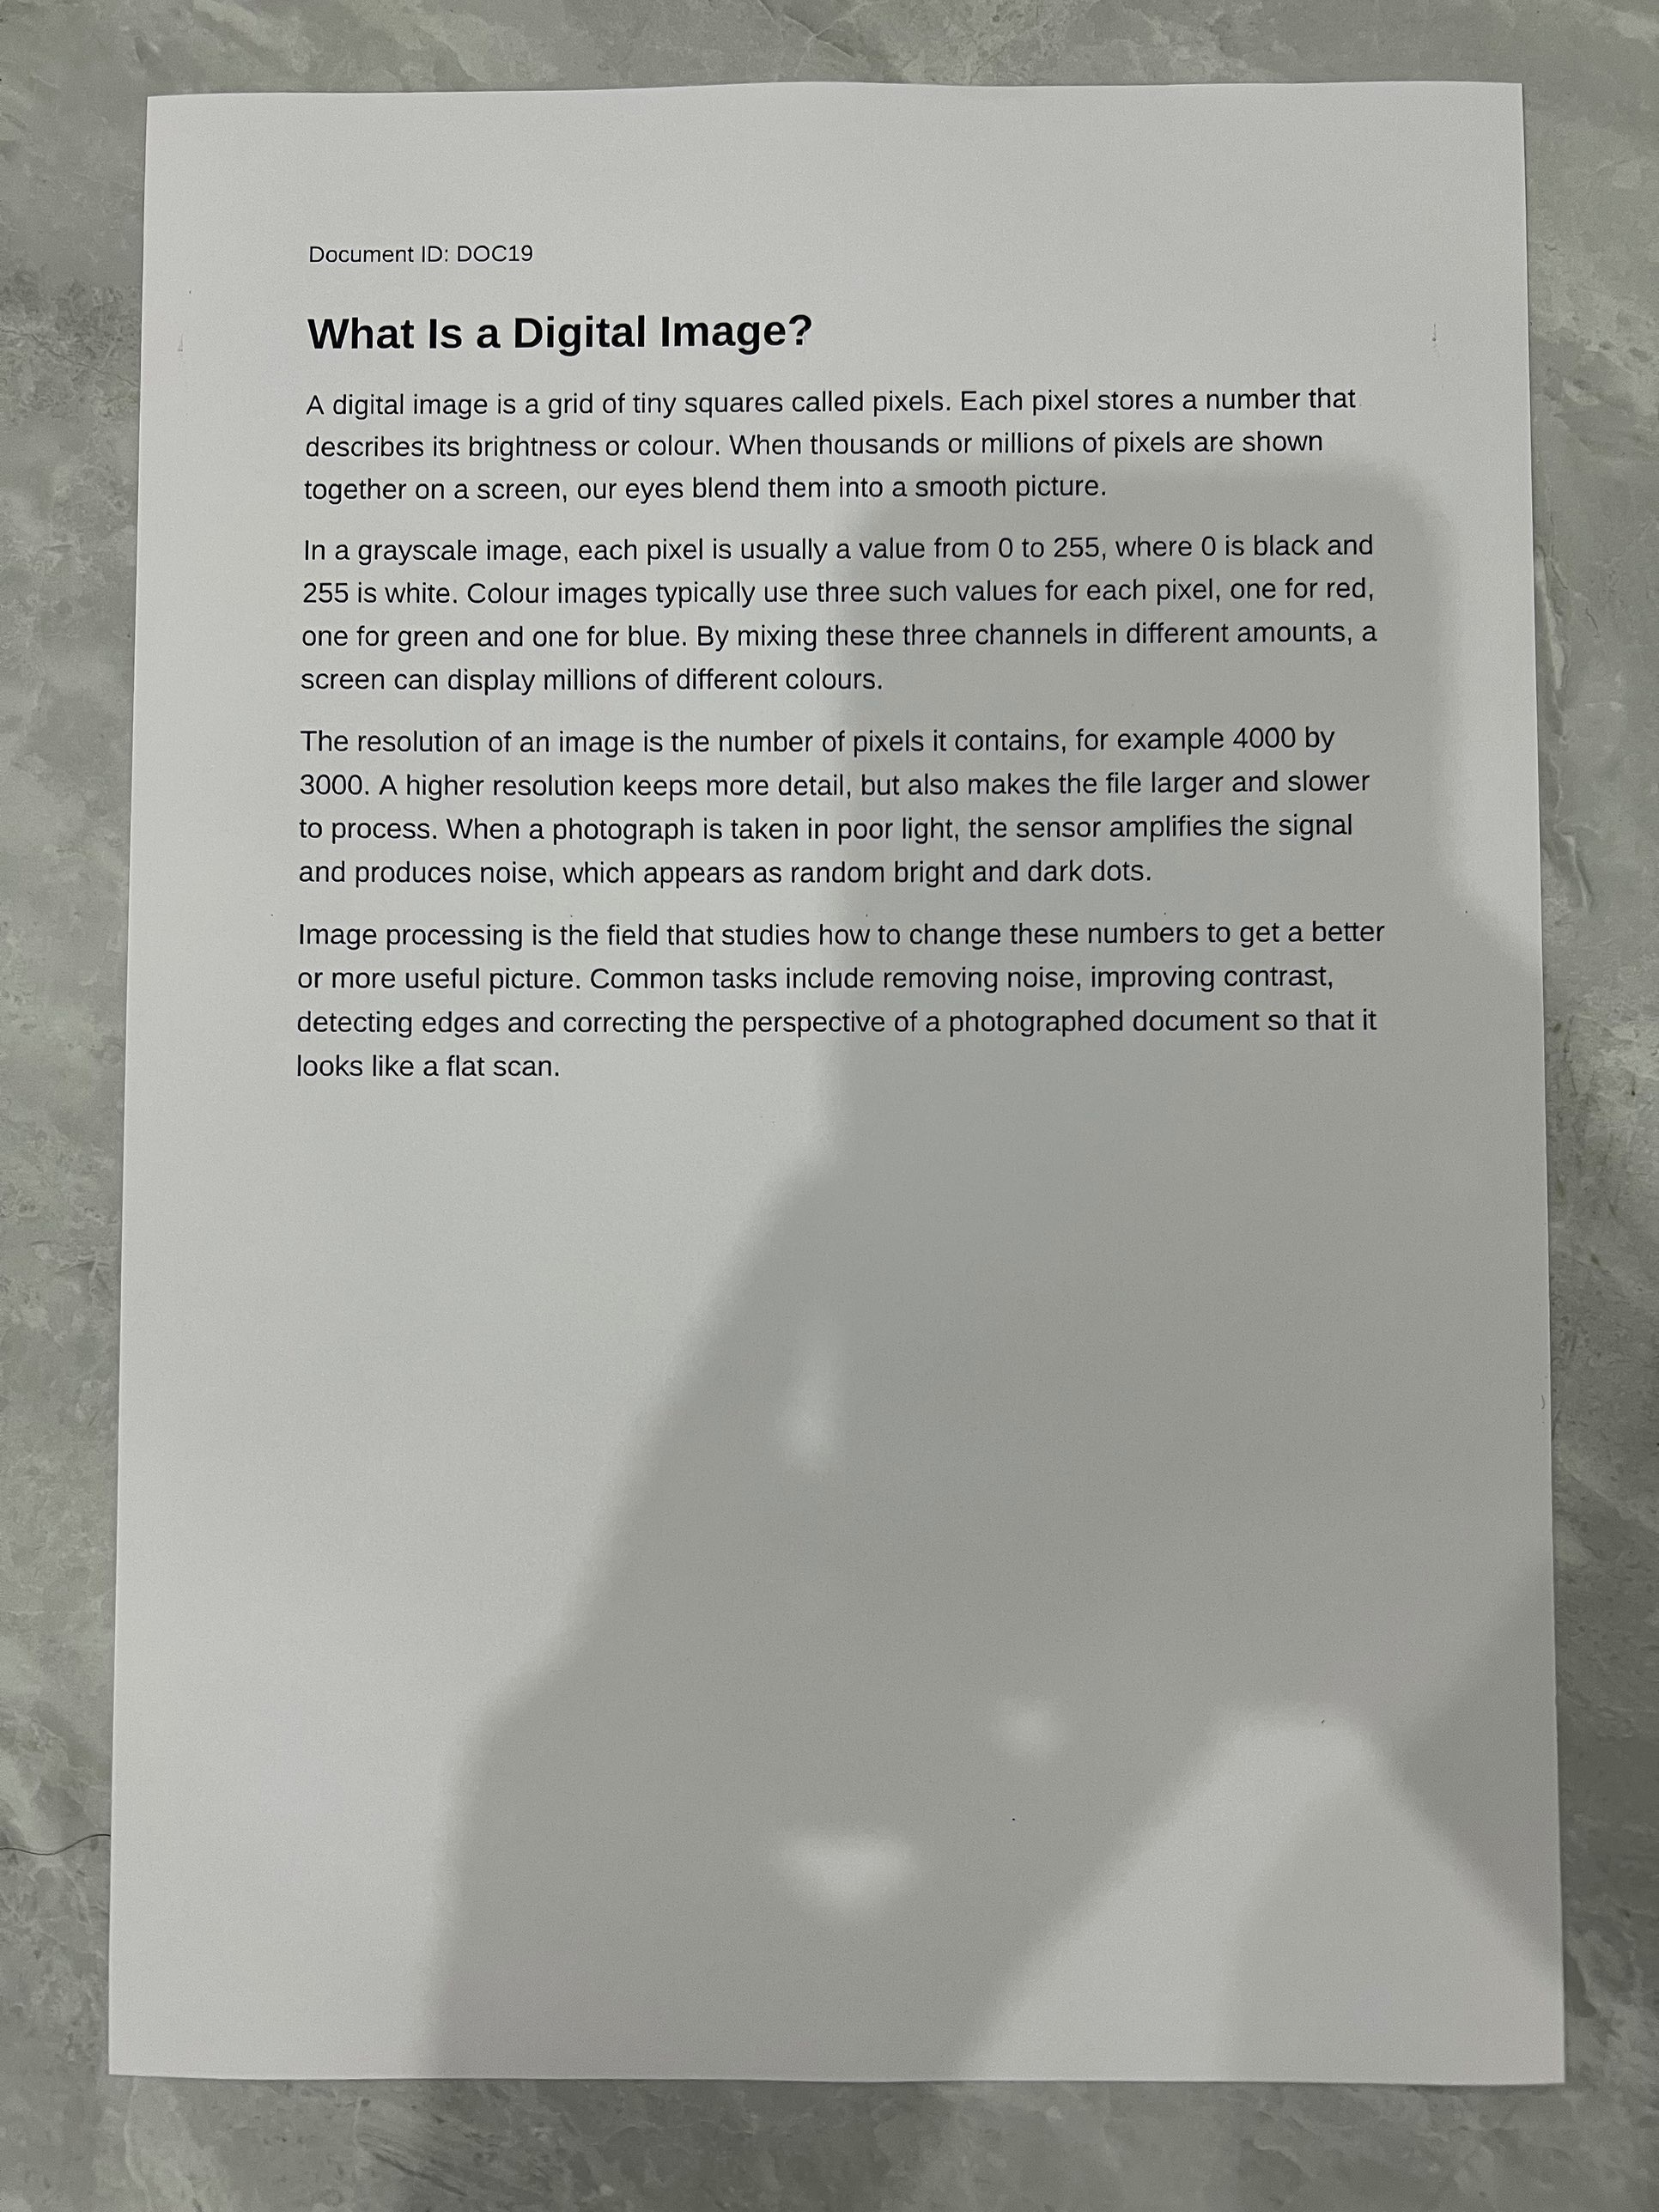 Document ID: DOC19
What Is a Digital Image?
A digital image is a grid of tiny squares called pixels. Each pixel stores a number that
describes its brightness or colour. When thousands or millions of pixels are shown
together on a screen, our eyes blend them into a smooth picture.
In a grayscale image, each pixel is usually a value from 0 to 255, where 0 is black and
255 is white. Colour images typically use three such values for each pixel, one for red,
one for green and one for blue. By mixing these three channels in different amounts, a
screen can display millions of different colours.
The resolution of an image is the number of pixels it contains, for example 4000 by
3000. A higher resolution keeps more detail, but also makes the file larger and slower
to process. When a photograph is taken in poor light, the sensor amplifies the signal
and produces noise, which appears as random bright and dark dots.
Image processing is the field that studies how to change these numbers to get a better
or more useful picture. Common tasks include removing noise, improving contrast,
detecting edges and correcting the perspective of a photographed document so that it
looks like a flat scan.